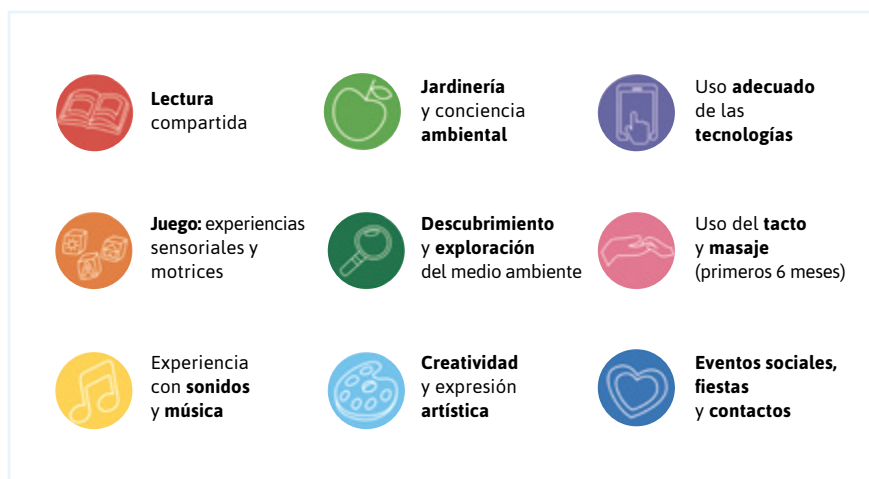 Lectura
compartida
Jardinería
y conciencia
ambiental
Uso adecuado
de las
tecnologías
Juego: experiencias
sensoriales y
motrices
Descubrimiento
y exploración
del medio ambiente
Uso del tacto
y masaje
(primeros 6 meses)
Experiencia
con sonidos
y música
Creatividad
y expresión
artística
Eventos sociales,
fiestas
y contactos